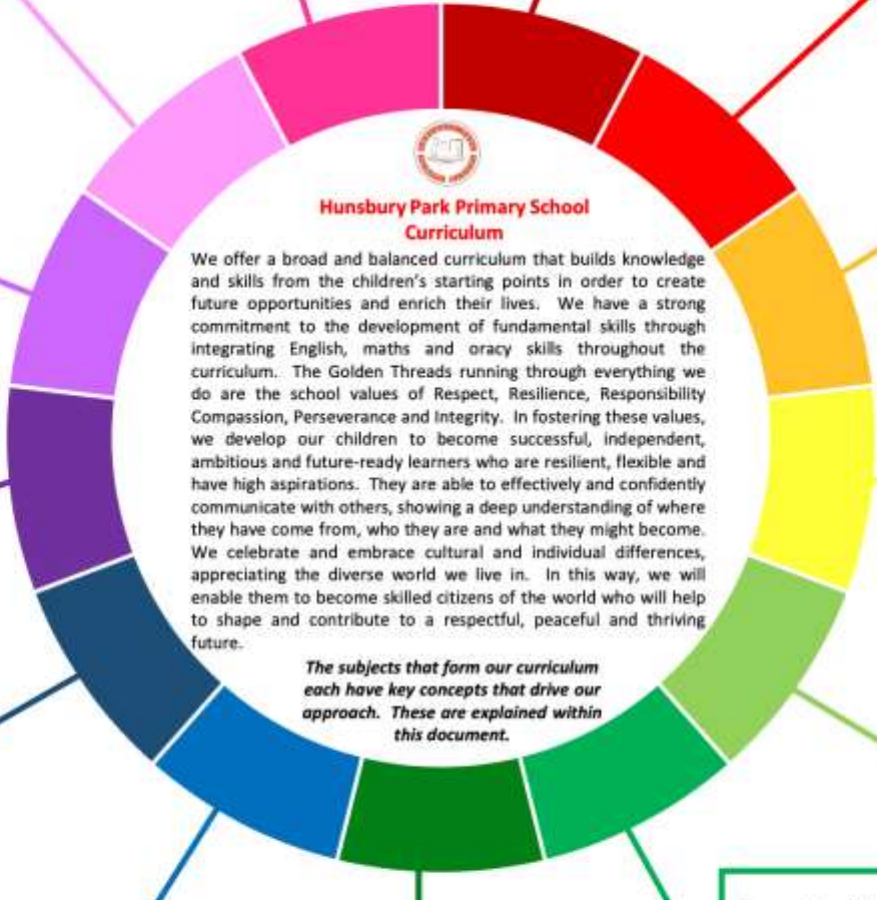 Hunsbury Park Primary School
Curriculum
We offer a broad and balanced curriculum that builds knowledge
and skills from the children's starting points in order to create
future opportunities and enrich their lives. We have a strong
commitment to the development of fundamental skills through
integrating English, maths and oracy skills throughout the
curriculum. The Golden Threads running through everything we
do are the school values of Respect, Resilience, Responsibility
Compassion, Perseverance and Integrity. In fostering these values,
we develop our children to become successful, independent,
ambitious and future-ready learners who are resilient, flexible and
have high aspirations. They are able to effectively and confidently
communicate with others, showing a deep understanding of where
they have come from, who they are and what they might become.
We celebrate and embrace cultural and individual differences,
appreciating the diverse world we live in. In this way, we will
enable them to become skilled citizens of the world who will help
to shape and contribute to a respectful, peaceful and thriving
future.
The subjects that form our curriculum
each have key concepts that drive our
approach. These are explained within
this document.